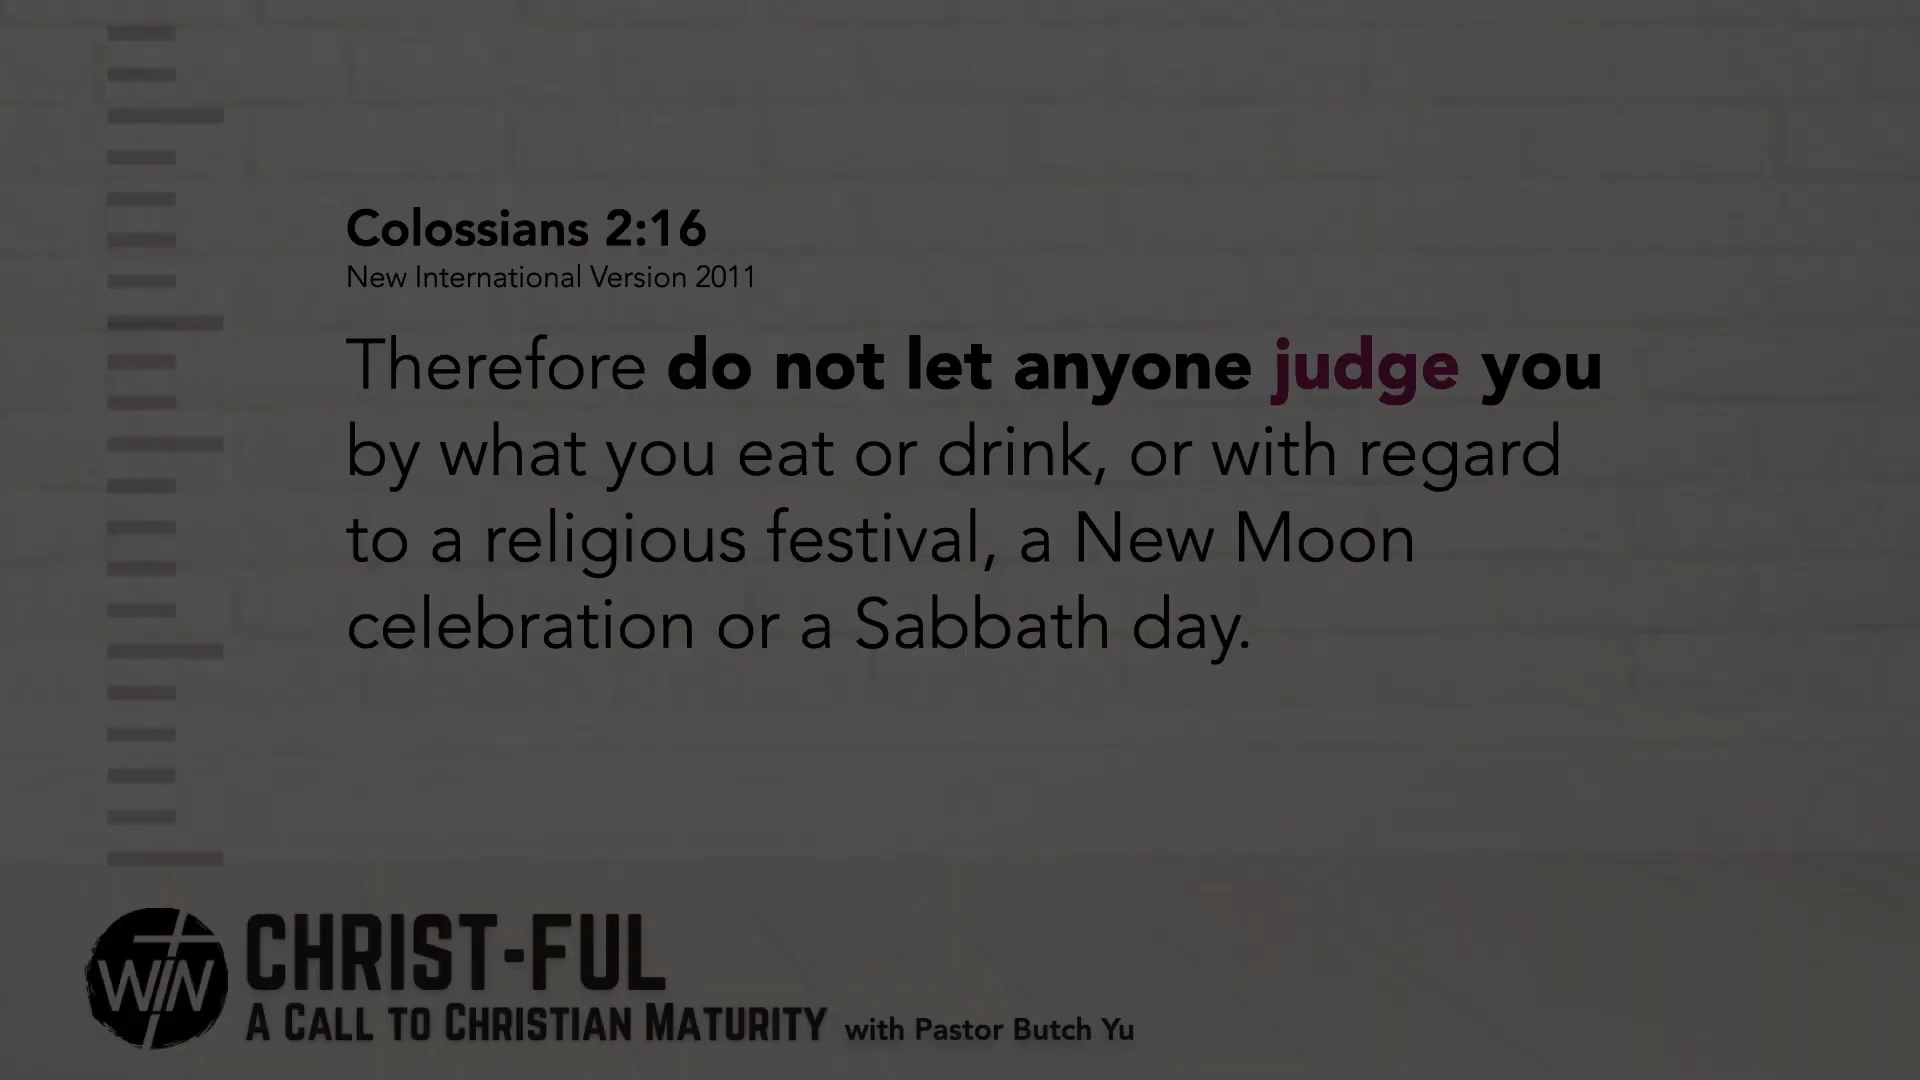 Colossians 2:16
New International Version 2011
Therefore do not let anyone judge you
by what you eat or drink, or with regard
to a religious festival, a New Moon
celebration or a Sabbath day.
WIN
CHRIST-FUL
A CALL TO CHRISTIAN MATURITY with Pastor Butch Yu